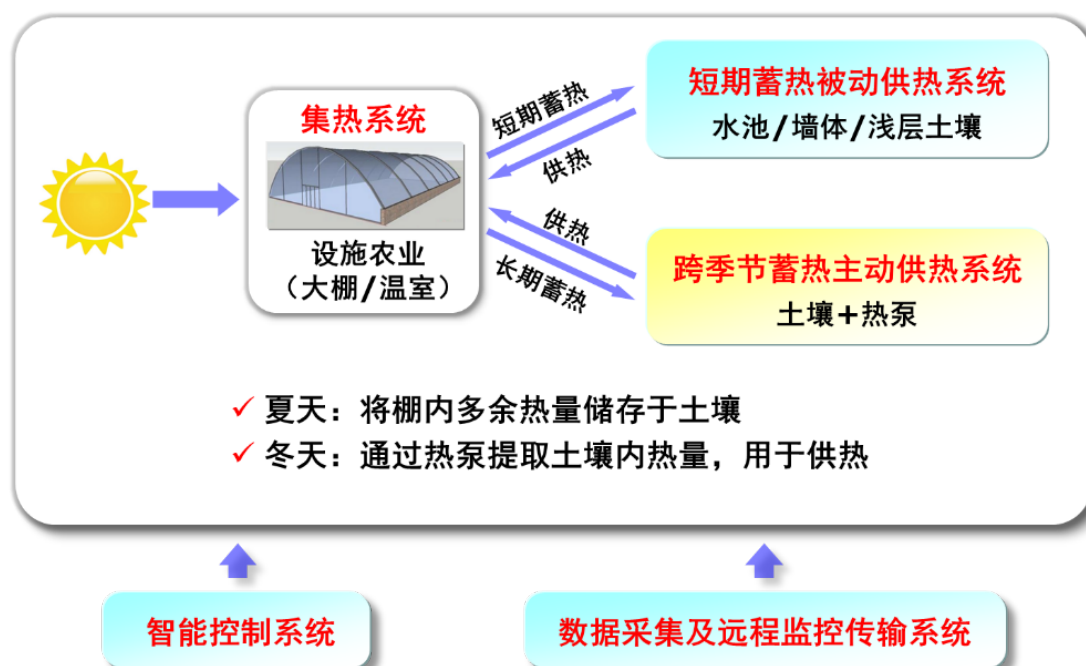 集热系统
设施农业
（大棚/温室）
短期蓄热
供热
供热
长期蓄热
短期蓄热被动供热系统
水池/墙体/浅层土壤
跨季节蓄热主动供热系统
土壤+热泵
✓ 夏天：将棚内多余热量储存于土壤
✓ 冬天：通过热泵提取土壤内热量，用于供热
智能控制系统
数据采集及远程监控传输系统